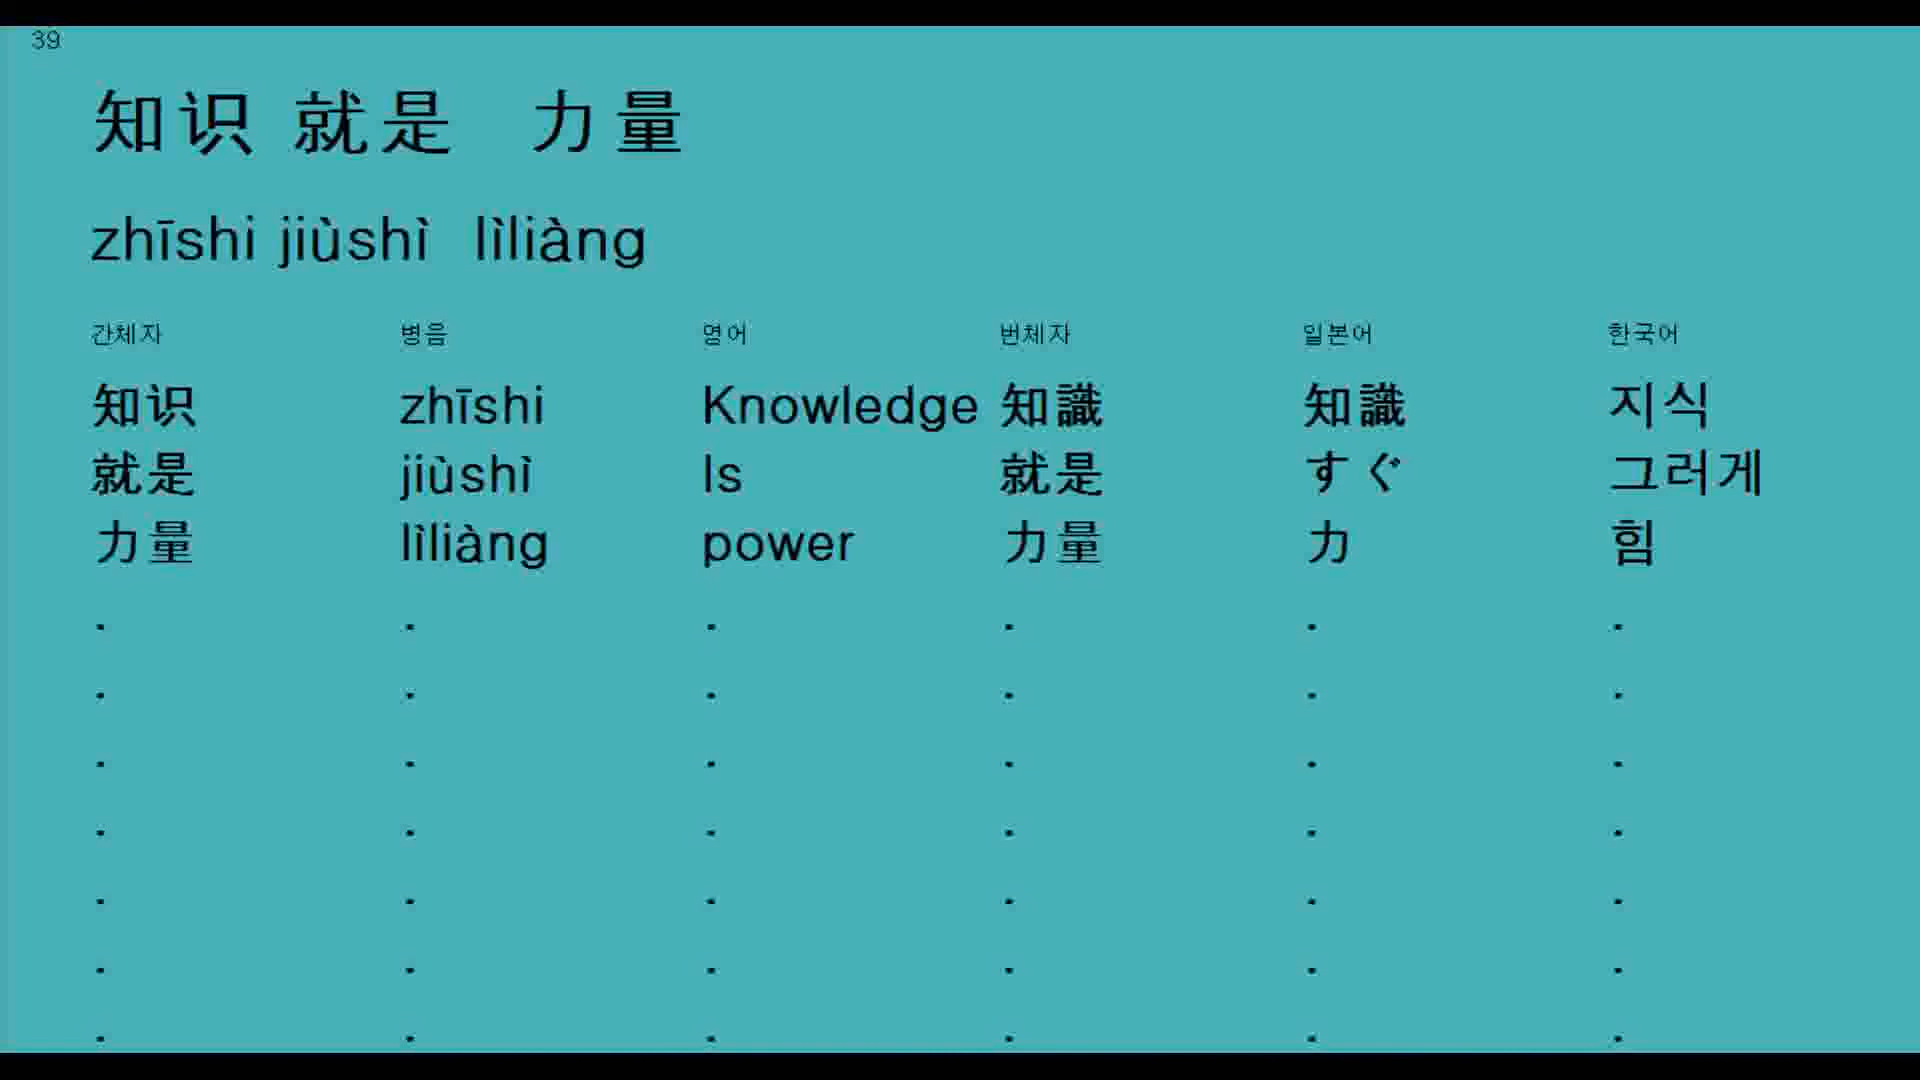 39
知识 就是 力量
zhīshi jiùshì lìliàng
간체자 병음 영어 번체자 일본어 한국어
知识 zhīshi Knowledge 知識 知識 지식
就是 jiùshì Is 就是 すぐ 그러게
力量 lìliàng power 力量 力 힘
. . . . . .
. . . . . .
. . . . . .
. . . . . .
. . . . . .
. . . . . .
. . . . . .